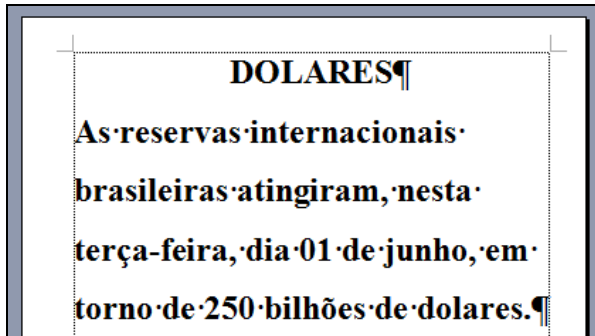 DOLARES¶
As·reservas·internacionais·
brasileiras·atingiram,·nesta·
terça-feira,·dia·01·de·junho,·em·
torno·de·250·bilhões·de·dolares.¶